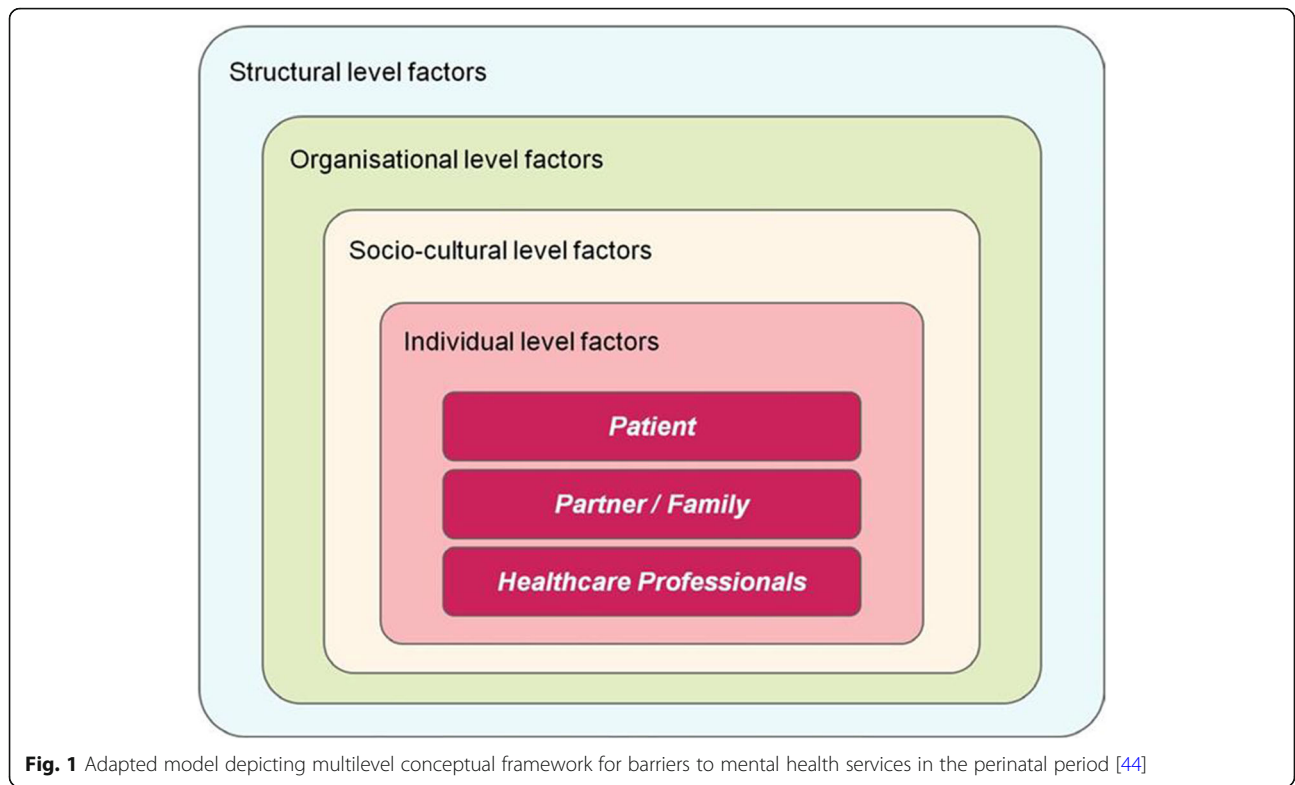 Structural level factors
Organisational level factors
Socio-cultural level factors
Individual level factors
Patient
Partner / Family
Healthcare Professionals
Fig. 1 Adapted model depicting multilevel conceptual framework for barriers to mental health services in the perinatal period [44]